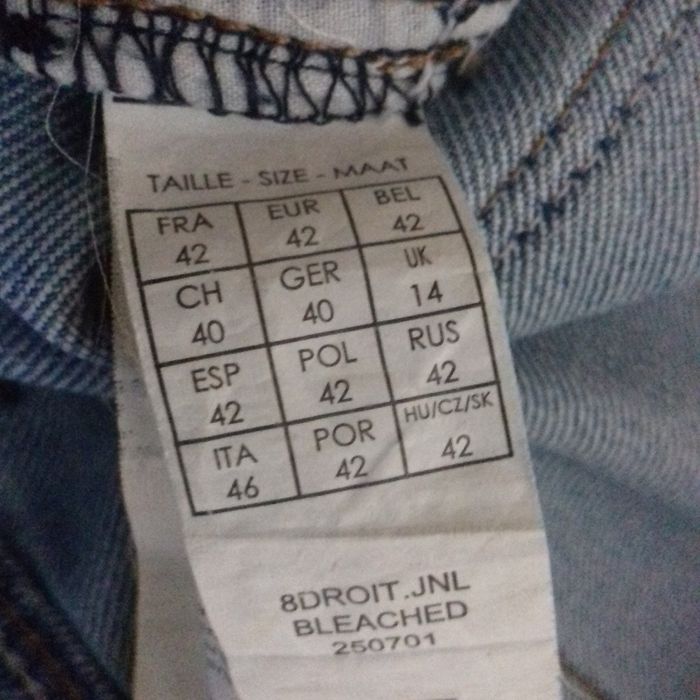 TAILLE - SIZE - MAAT
FRA EUR BEL
42 42 42
CH GER UK
40 40 14
ESP POL RUS
42 42 42
ITA POR HU/CZ/SK
46 42 42
8DROIT.JNL
BLEACHED
250701